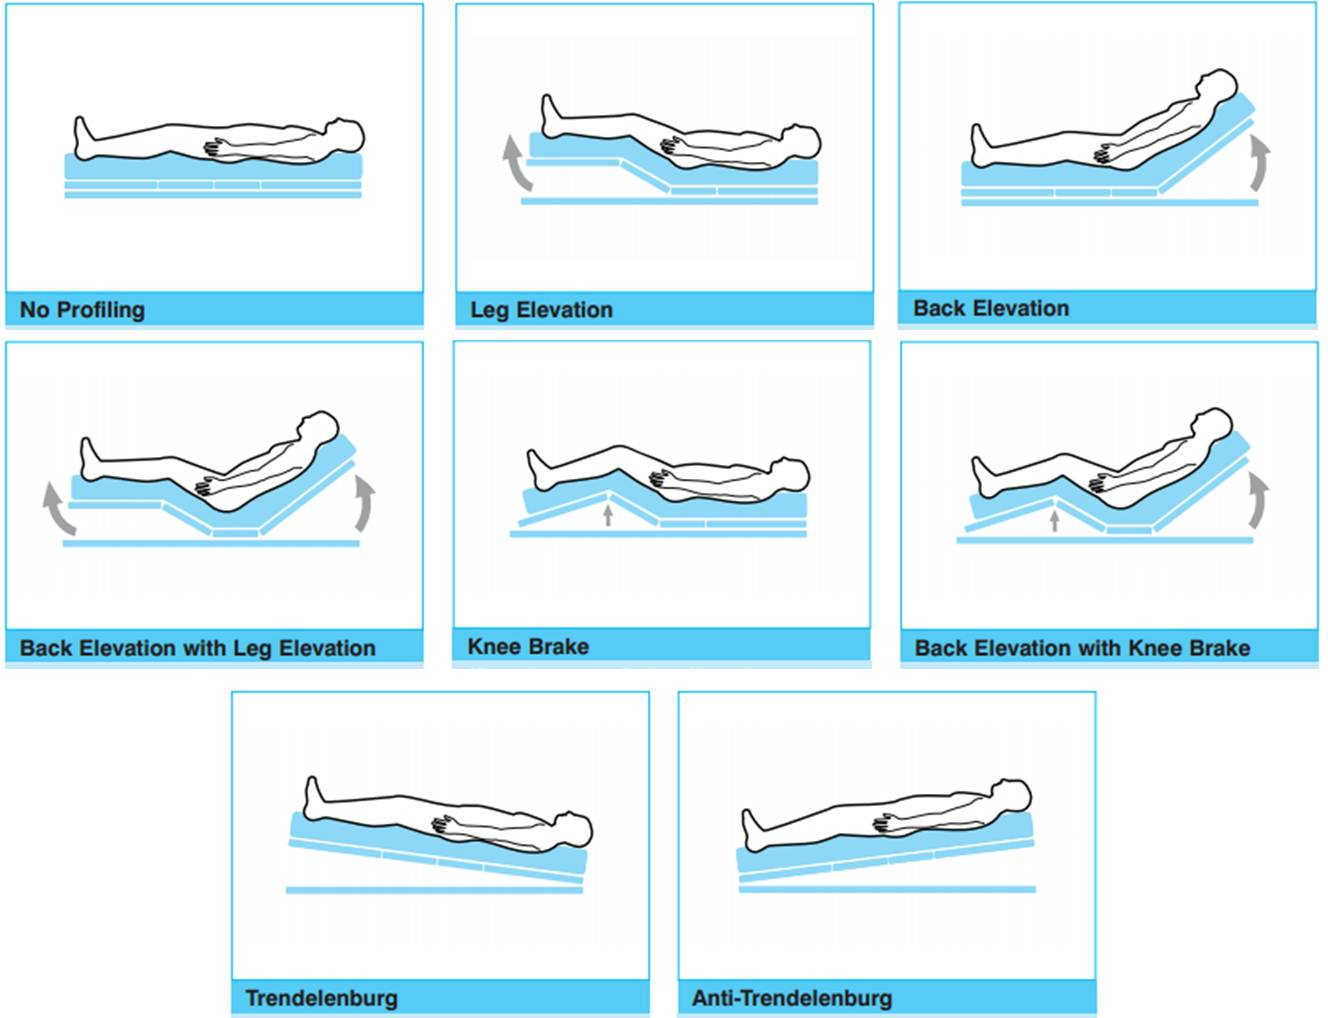 No Profiling
Leg Elevation
Back Elevation
Back Elevation with Leg Elevation
Knee Brake
Back Elevation with Knee Brake
Trendelenburg
Anti-Trendelenburg